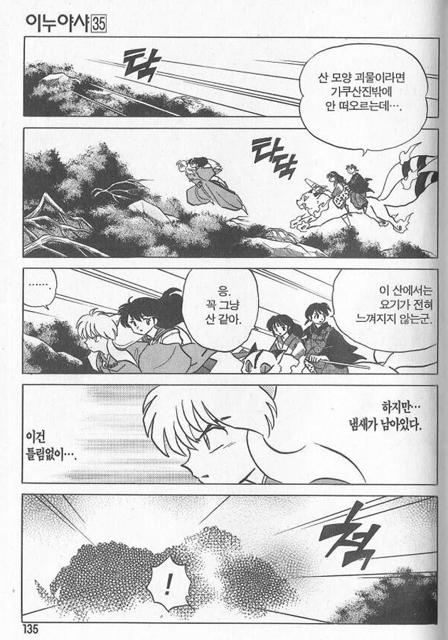 이누야샤 35
탁
산 모양 괴물이라면
가쿠산진밖에
안 떠오르는데….
탁
탁
이 산에서는
요기가 전혀
느껴지지 않는군.
응.
꼭 그냥
산 같아.
……
하지만…
냄새가 남아있다.
이건
틀림없이….
척
!
135